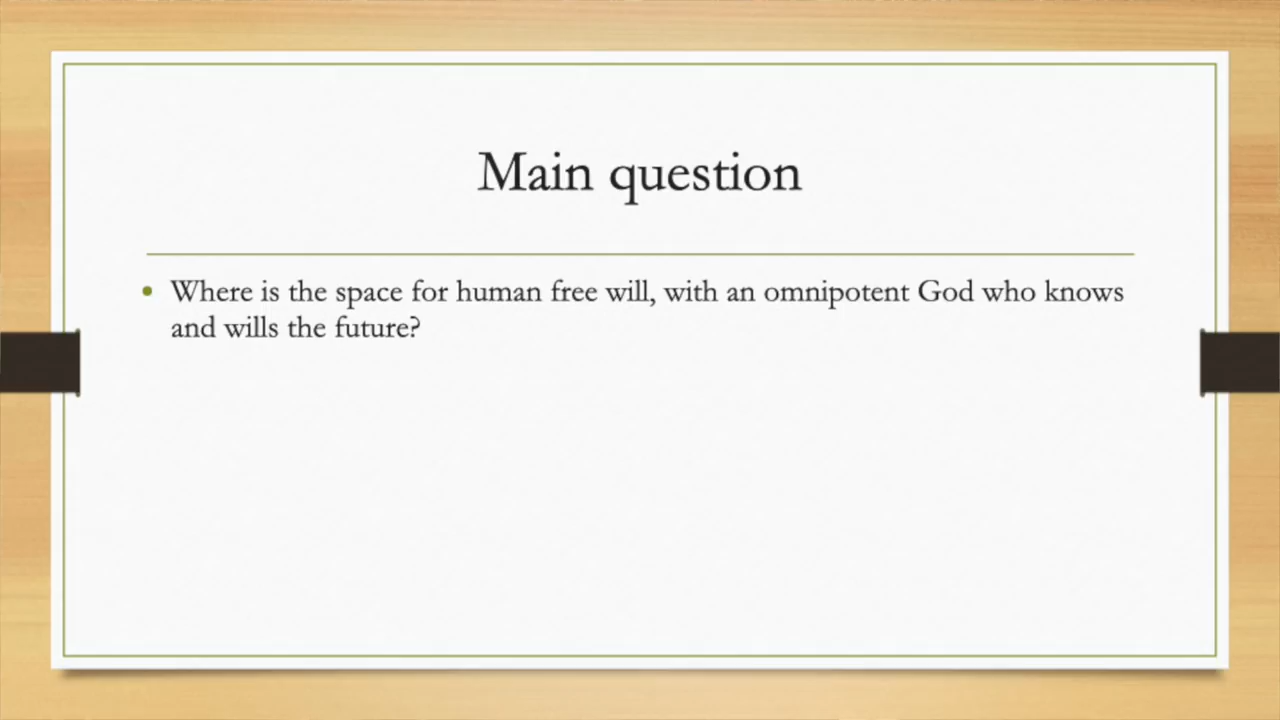 Main question
• Where is the space for human free will, with an omnipotent God who knows
and wills the future?